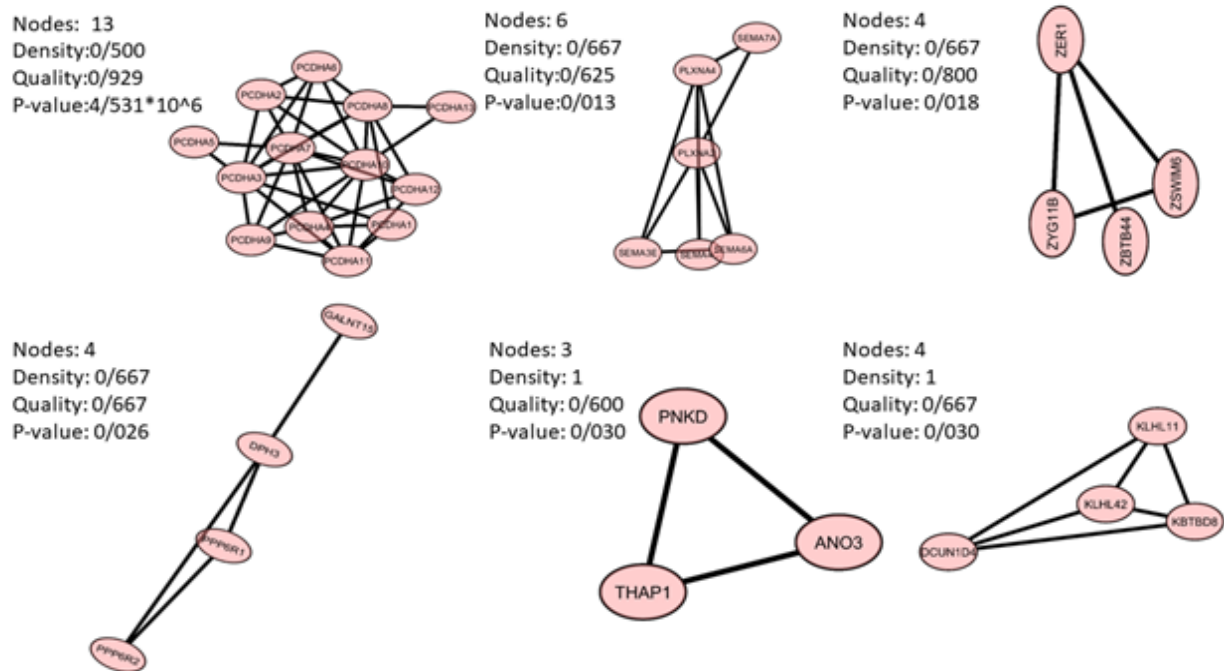 Nodes: 13
Density:0/500
Quality:0/929
P-value:4/531*10^6
PCDHA6
PCDHA2
PCDHA8
PCDHA13
PCDHA5
PCDHA7
PCDHA10
PCDHA3
PCDHA12
PCDHA4
PCDHA1
PCDHA9
PCDHA11
Nodes: 6
Density: 0/667
Quality: 0/625
P-value:0/013
SEMA7A
PLXNA4
PLXNA2
SEMA3E
SEMA6A
Nodes: 4
Density: 0/667
Quality: 0/800
P-value: 0/018
ZER1
ZYG11B
ZBTB44
ZSWIM6
Nodes: 4
Density: 0/667
Quality: 0/667
P-value: 0/026
GALNT15
DPH3
PPP6R1
PPP6R2
Nodes: 3
Density: 1
Quality: 0/600
P-value: 0/030
PNKD
ANO3
THAP1
Nodes: 4
Density: 1
Quality: 0/667
P-value: 0/030
KLHL11
KLHL42
KBTBD8
DCUN1D4